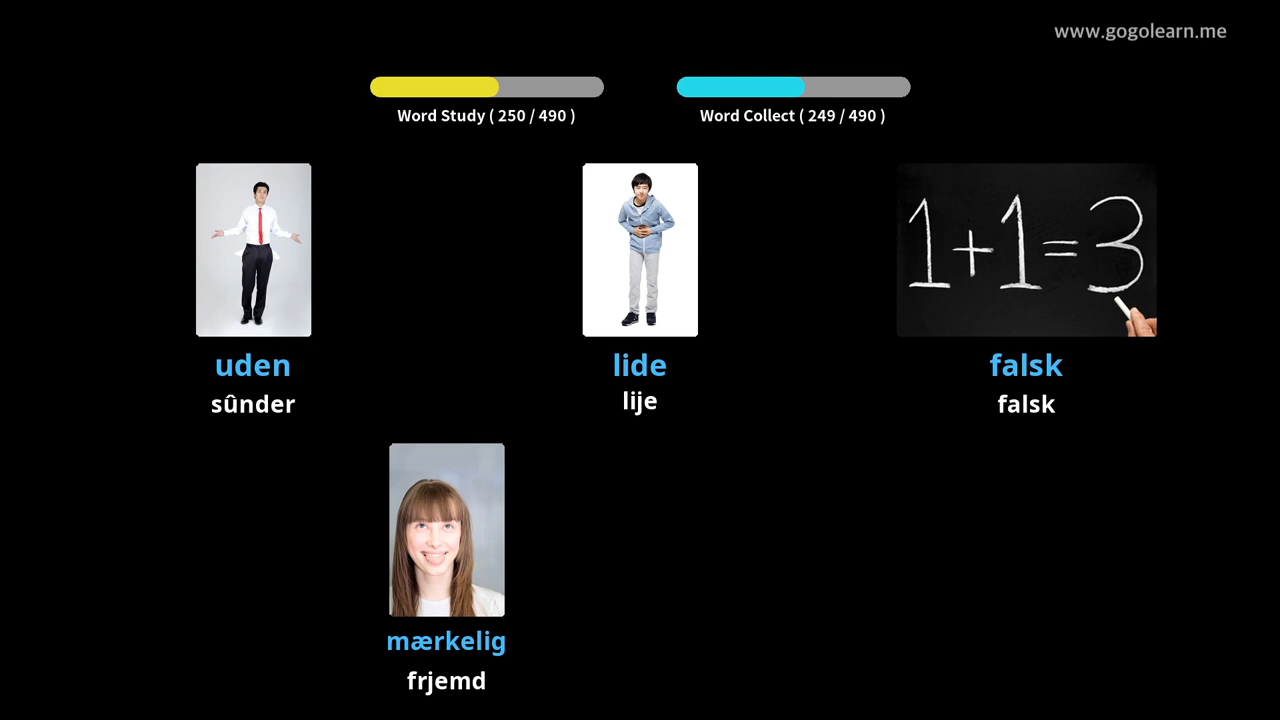 www.gogolearn.me
Word Study ( 250 / 490 )
Word Collect ( 249 / 490 )
1+1=3
uden
lide
falsk
sûnder
lije
falsk
mærkelig
frjemd